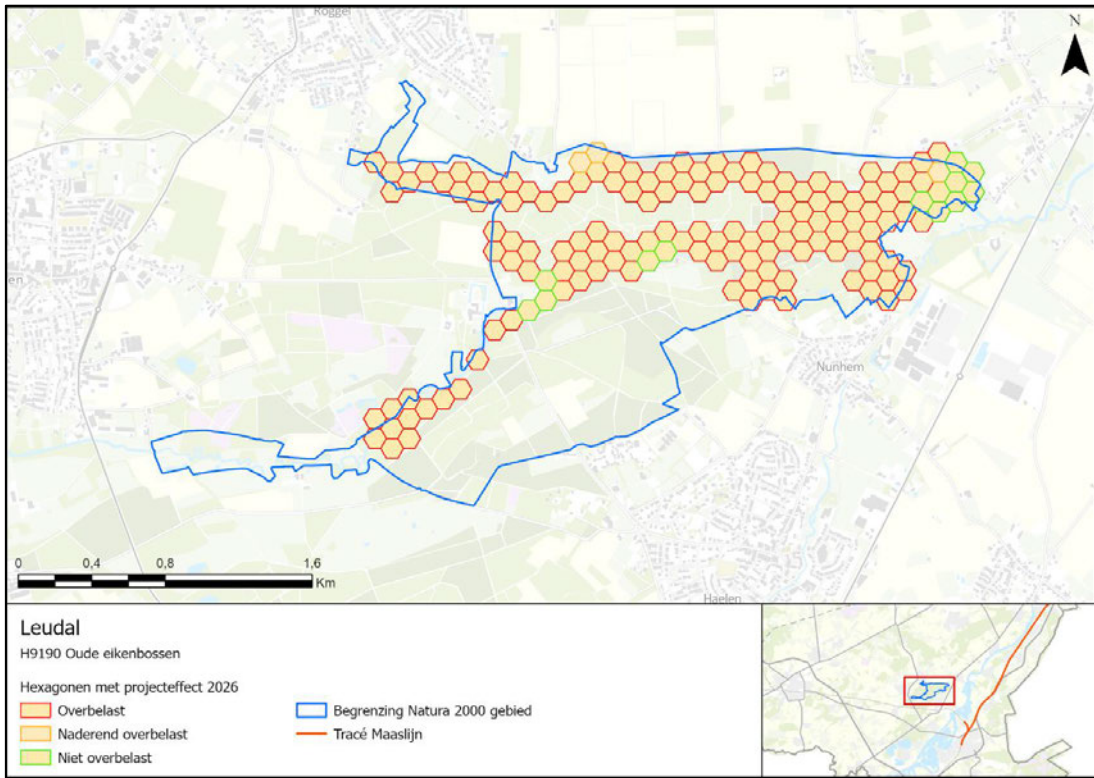 Roggel
N
en
Nunhem
Haelen
0 0,4 0,8 1,6
Km
Leudal
H9190 Oude eikenbossen
Hexagonen met projecteffect 2026
Overbelast
Naderend overbelast
Niet overbelast
Begrenzing Natura 2000 gebied
Tracé Maaslijn